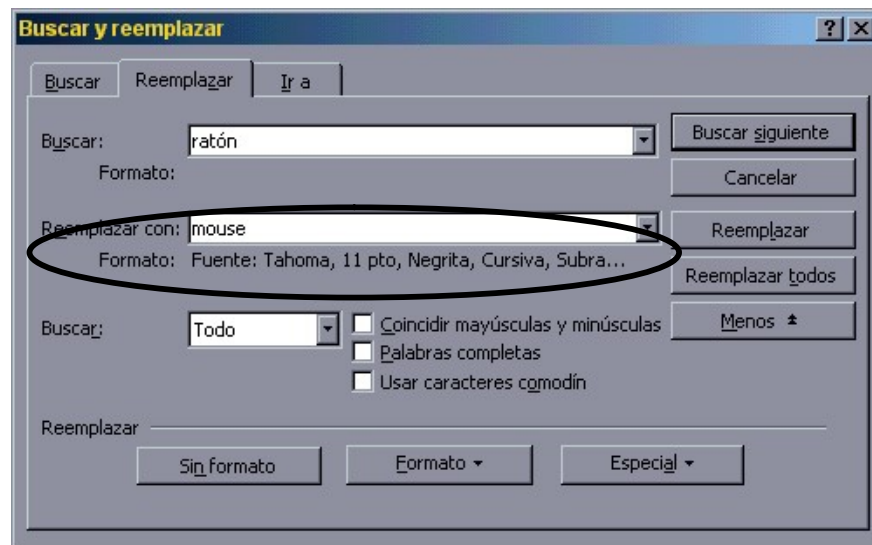 Buscar y reemplazar ? X
Buscar Reemplazar Ir a
Buscar: ratón Buscar siguiente
Formato: Cancelar
Reemplazar con: mouse Reemplazar
Formato: Fuente: Tahoma, 11 pto, Negrita, Cursiva, Subra...
Reemplazar todos
Buscar: Todo Coincidir mayúsculas y minúsculas Menos
Palabras completas
Usar caracteres comodín
Reemplazar
Sin formato Formato Especial